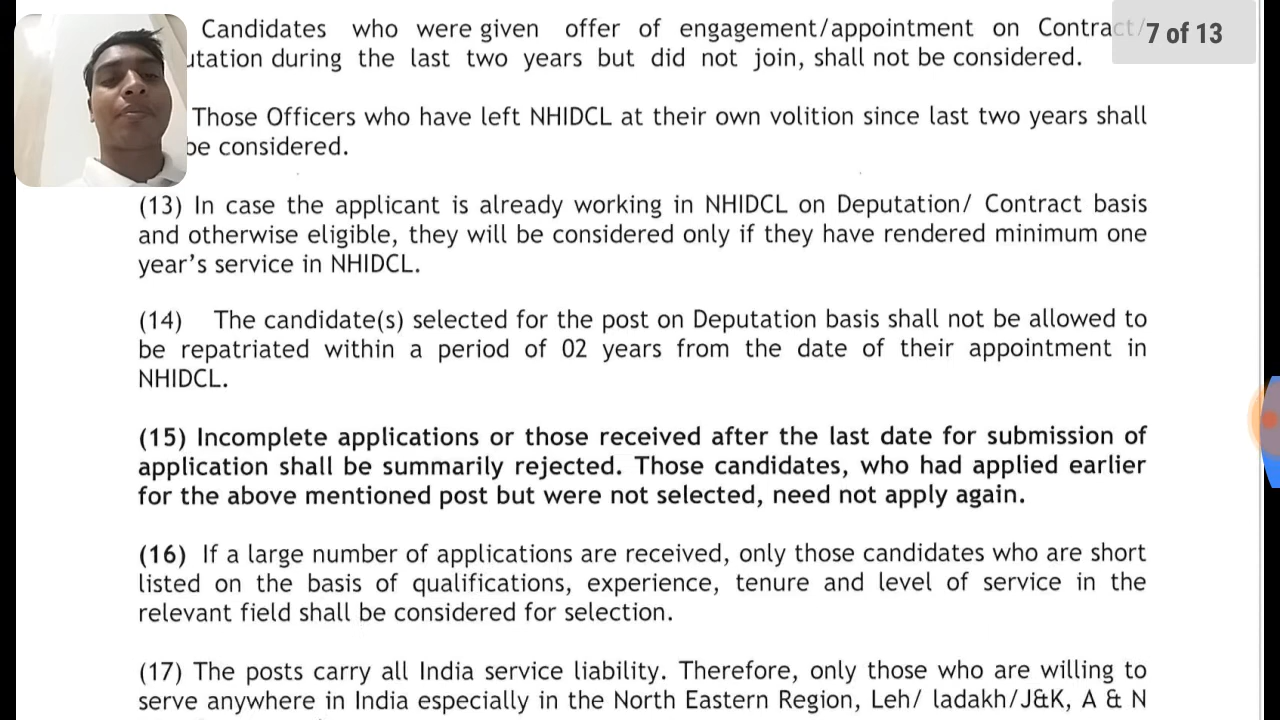 Candidates who were given offer of engagement/appointment on Contract/
utation during the last two years but did not join, shall not be considered.
7 of 13
Those Officers who have left NHIDCL at their own volition since last two years shall
be considered.
(13) In case the applicant is already working in NHIDCL on Deputation/ Contract basis
and otherwise eligible, they will be considered only if they have rendered minimum one
year's service in NHIDCL.
(14) The candidate(s) selected for the post on Deputation basis shall not be allowed to
be repatriated within a period of 02 years from the date of their appointment in
NHIDCL.
(15) Incomplete applications or those received after the last date for submission of
application shall be summarily rejected. Those candidates, who had applied earlier
for the above mentioned post but were not selected, need not apply again.
(16) If a large number of applications are received, only those candidates who are short
listed on the basis of qualifications, experience, tenure and level of service in the
relevant field shall be considered for selection.
(17) The posts carry all India service liability. Therefore, only those who are willing to
serve anywhere in India especially in the North Eastern Region, Leh/ ladakh/J&K, A & N